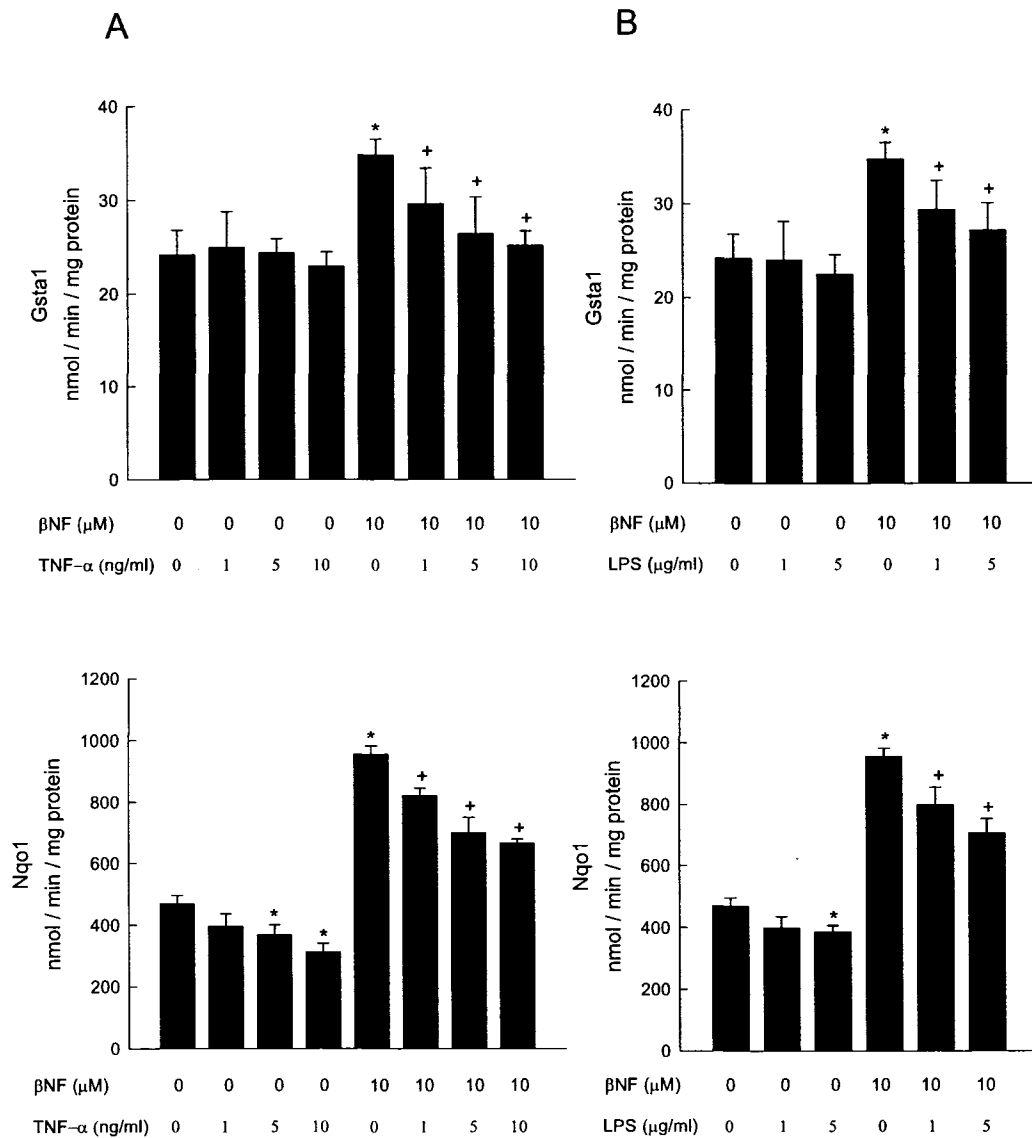 A
B
40
30
20
10
0
Gsta1
nmol / min / mg protein
*
+
+
+
βNF (μM) 0 0 0 0 10 10 10 10
TNF−α (ng/ml) 0 1 5 10 0 1 5 10
40
30
20
10
0
Gsta1
nmol / min / mg protein
*
+
+
βNF (μM) 0 0 0 10 10 10
LPS (μg/ml) 0 1 5 0 1 5
1200
1000
800
600
400
200
0
Nqo1
nmol / min / mg protein
*
*
*
+
+
+
βNF (μM) 0 0 0 0 10 10 10 10
TNF−α (ng/ml) 0 1 5 10 0 1 5 10
1200
1000
800
600
400
200
0
Nqo1
nmol / min / mg protein
*
*
+
+
βNF (μM) 0 0 0 10 10 10
LPS (μg/ml) 0 1 5 0 1 5